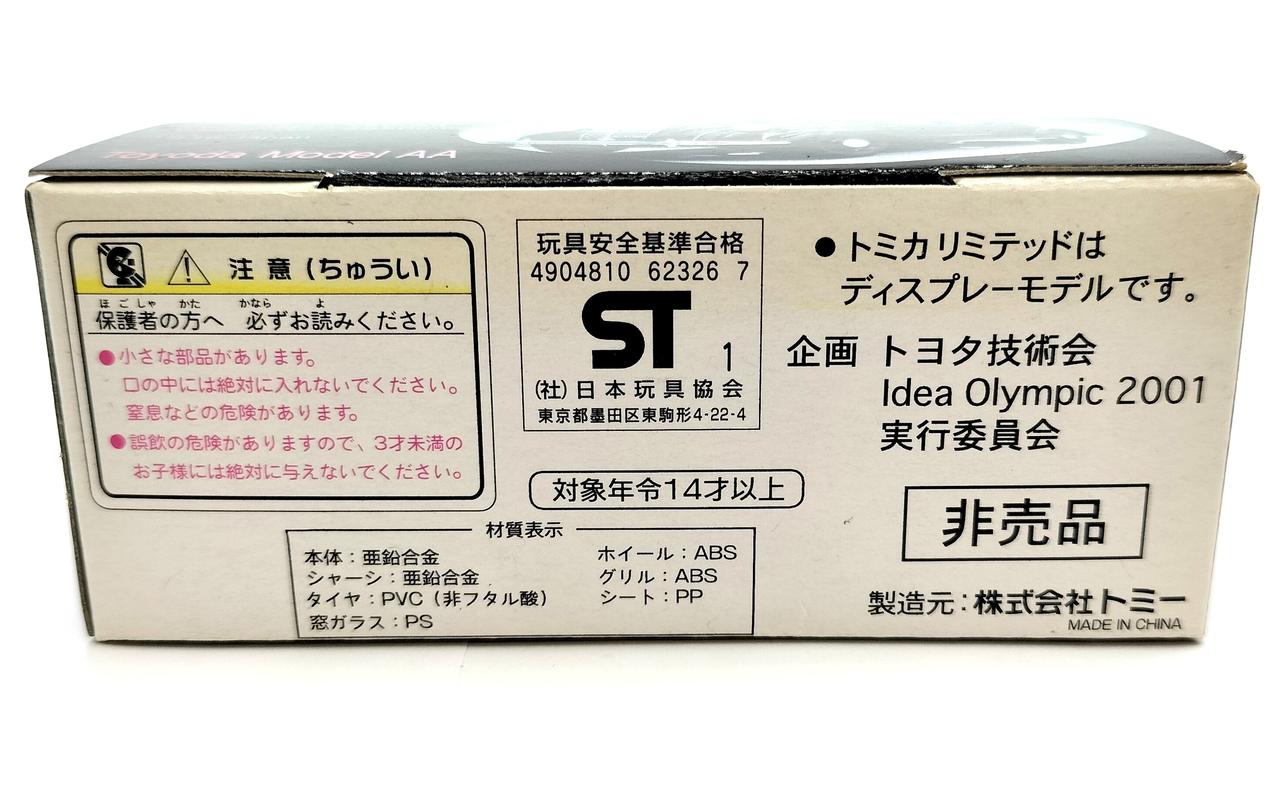 Toyoda Model AA
注意(ちゅうい)
ほごしゃ かた かなら よ
保護者の方へ 必ずお読みください。
●小さな部品があります。
口の中には絶対に入れないでください。
窒息などの危険があります。
●誤飲の危険がありますので、3才未満の
お子様には絶対に与えないでください。
玩具安全基準合格
4904810 62326 7
ST 1
(社)日本玩具協会
東京都墨田区東駒形4-22-4
対象年令14才以上
材質表示
本体:亜鉛合金
シャーシ:亜鉛合金
タイヤ:PVC(非フタル酸)
窓ガラス:PS
ホイール:ABS
グリル:ABS
シート:PP
●トミカリミテッドは
ディスプレーモデルです。
企画 トヨタ技術会
Idea Olympic 2001
実行委員会
非売品
製造元:株式会社トミー
MADE IN CHINA